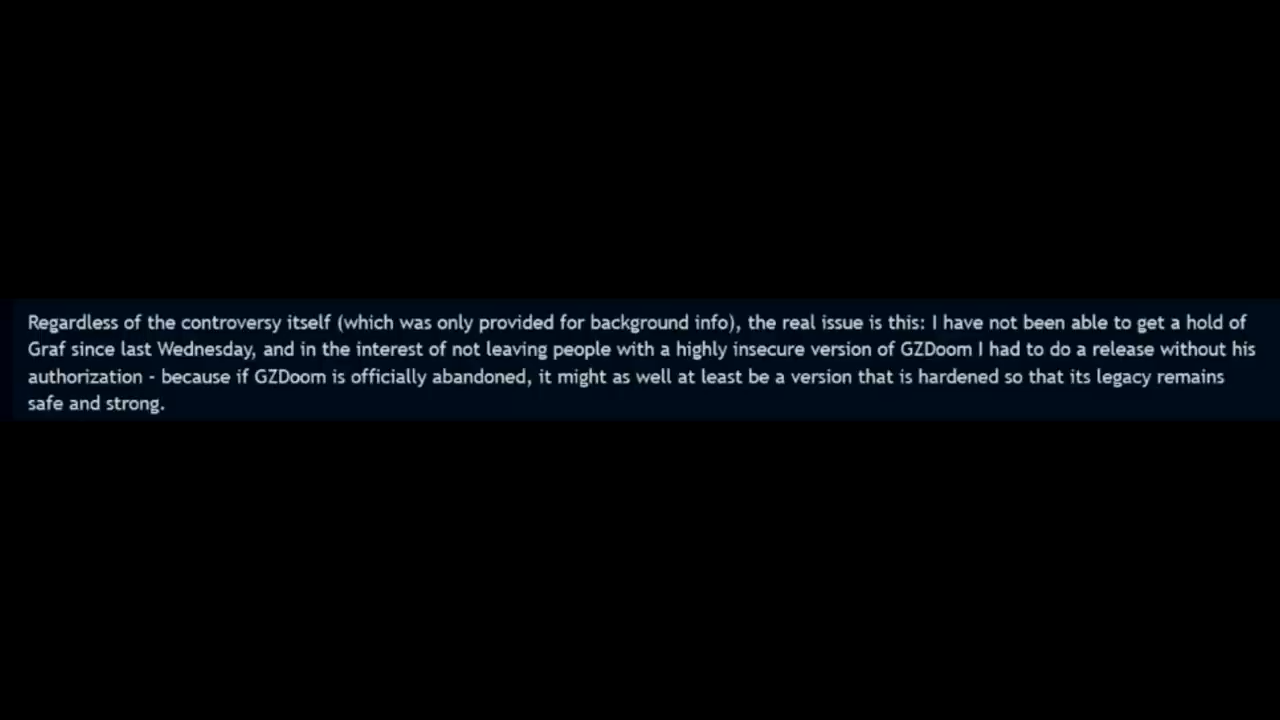 Regardless of the controversy itself (which was only provided for background info), the real issue is this: I have not been able to get a hold of
Graf since last Wednesday, and in the interest of not leaving people with a highly insecure version of GZDoom I had to do a release without his
authorization - because if GZDoom is officially abandoned, it might as well at least be a version that is hardened so that its legacy remains
safe and strong.